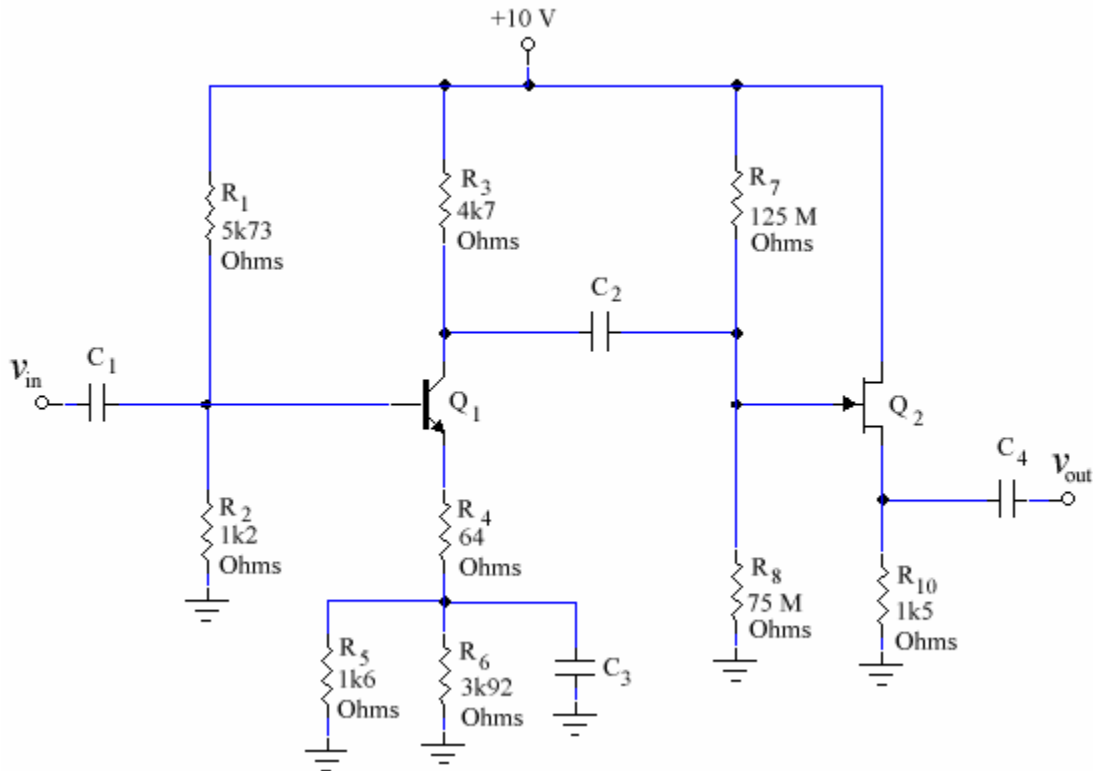 +10 V
R1
5k73
Ohms
R3
4k7
Ohms
R7
125 M
Ohms
C2
vin
C1
Q1
Q2
C4
vout
R2
1k2
Ohms
R4
64
Ohms
R5
1k6
Ohms
R6
3k92
Ohms
C3
R8
75 M
Ohms
R10
1k5
Ohms